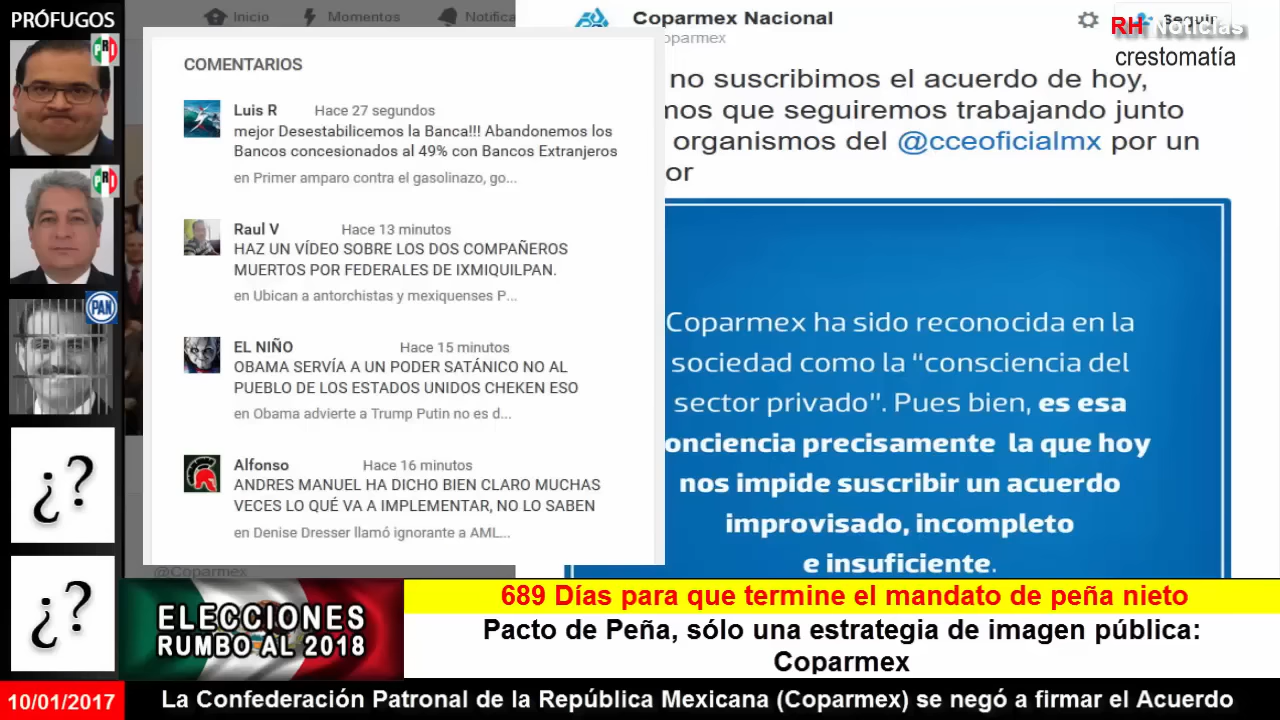 PRÓFUGOS
PRI
PRI
PAN
¿?
¿?
Inicio
Momentos
Coparmex Nacional
RH Noticias
crestomatía
no suscribimos el acuerdo de hoy,
mos que seguiremos trabajando junto
organismos del @cceoficialmx por un
or
COMENTARIOS
Luis R Hace 27 segundos
mejor Desestabilicemos la Banca!!! Abandonemos los
Bancos concesionados al 49% con Bancos Extranjeros
en Primer amparo contra el gasolinazo, go...
Raul V Hace 13 minutos
HAZ UN VÍDEO SOBRE LOS DOS COMPAÑEROS
MUERTOS POR FEDERALES DE IXMIQUILPAN.
en Ubican a antorchistas y mexiquenses P...
EL NIÑO Hace 15 minutos
OBAMA SERVÍA A UN PODER SATÁNICO NO AL
PUEBLO DE LOS ESTADOS UNIDOS CHEKEN ESO
en Obama advierte a Trump Putin no es d...
Alfonso Hace 16 minutos
ANDRES MANUEL HA DICHO BIEN CLARO MUCHAS
VECES LO QUÉ VA A IMPLEMENTAR, NO LO SABEN
en Denise Dresser llamó ignorante a AML...
Coparmex ha sido reconocida en la
sociedad como la “consciencia del
sector privado”. Pues bien, es esa
onciencia precisamente la que hoy
nos impide suscribir un acuerdo
improvisado, incompleto
e insuficiente.
@Coparmex
ELECCIONES
RUMBO AL 2018
689 Días para que termine el mandato de peña nieto
Pacto de Peña, sólo una estrategia de imagen pública:
Coparmex
10/01/2017 La Confederación Patronal de la República Mexicana (Coparmex) se negó a firmar el Acuerdo